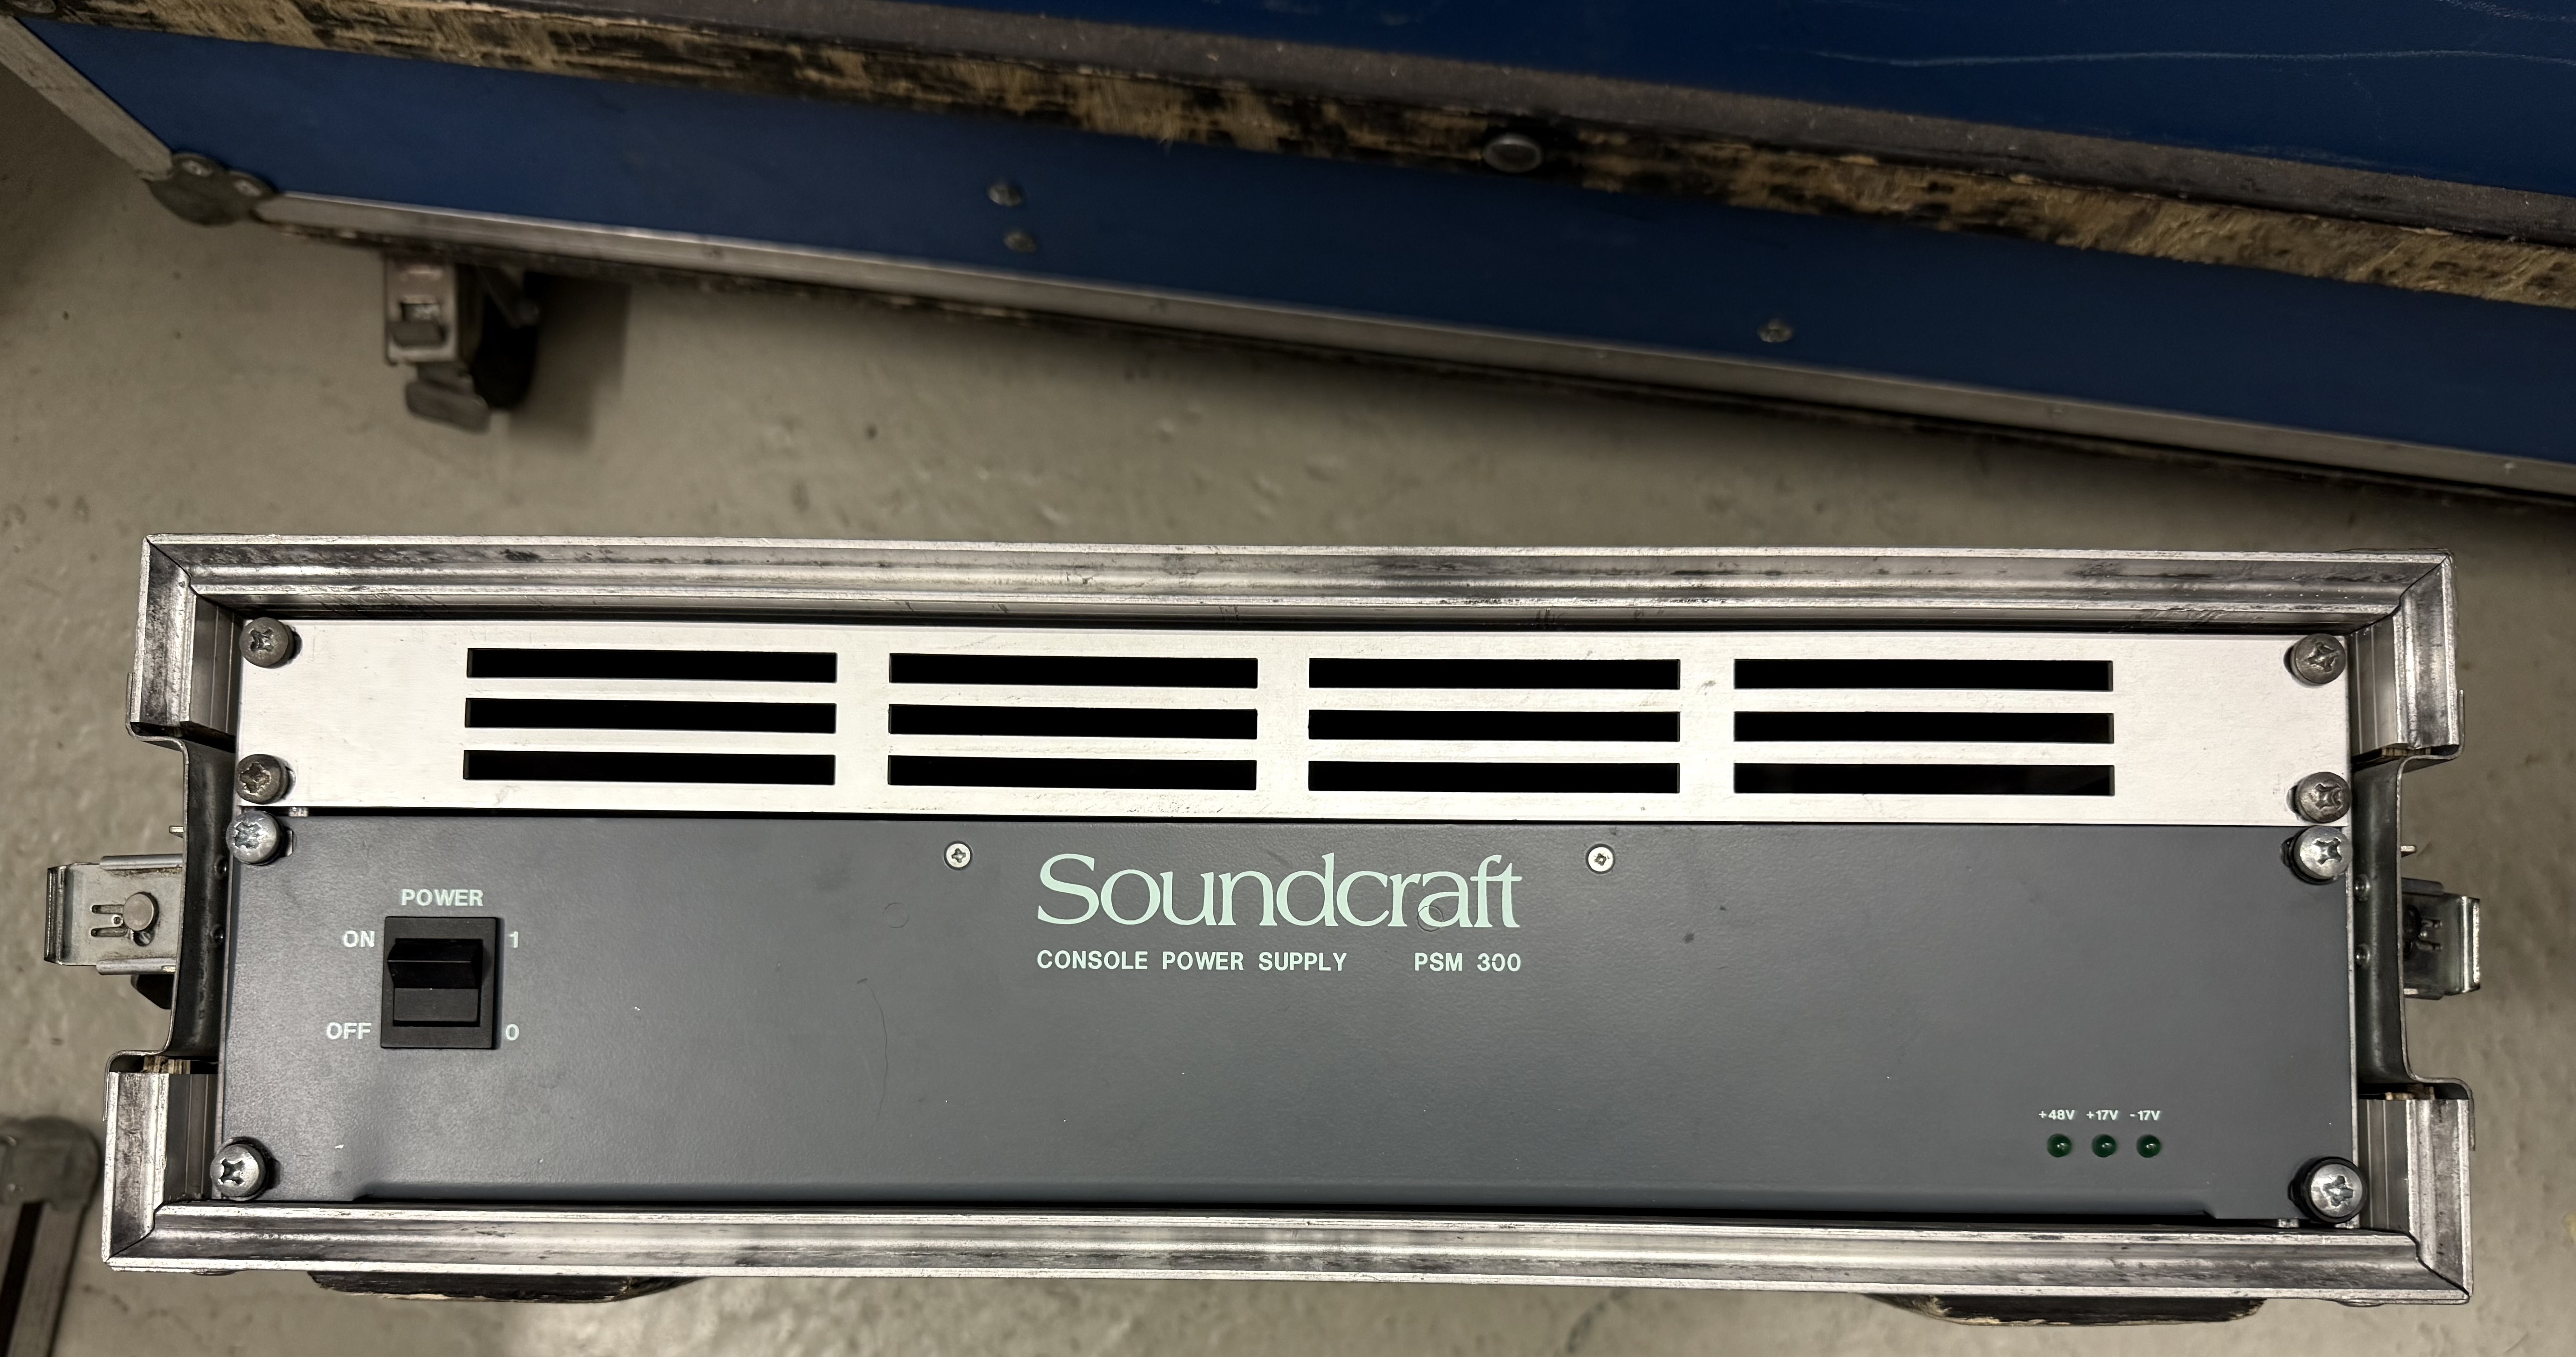 POWER
ON 1
OFF 0
Soundcraft
CONSOLE POWER SUPPLY PSM 300
+48V +17V -17V